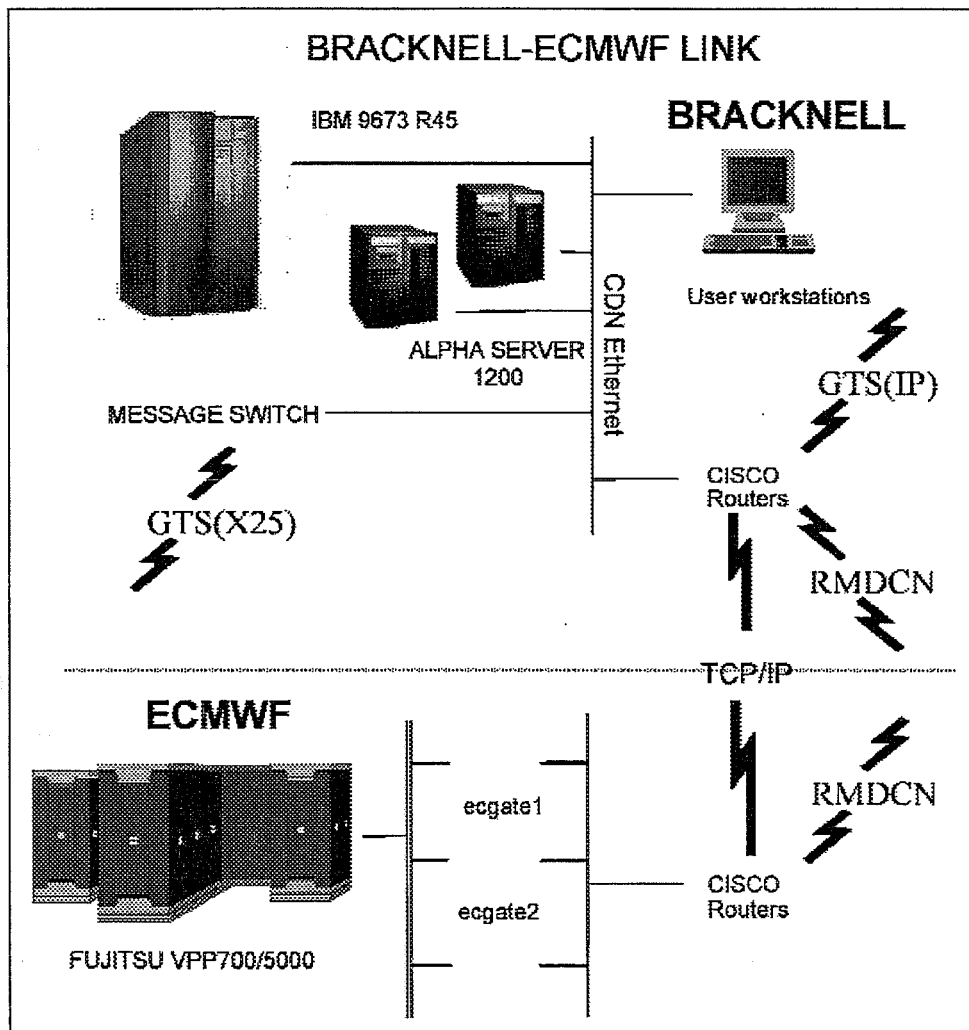 BRACKNELL-ECMWF LINK
IBM 9673 R45
BRACKNELL
CDN Ethernet
User workstations
ALPHA SERVER
1200
GTS(IP)
MESSAGE SWITCH
CISCO
Routers
GTS(X25)
RMDCN
TCP/IP
ECMWF
ecgate1
RMDCN
ecgate2
CISCO
Routers
FUJITSU VPP700/5000